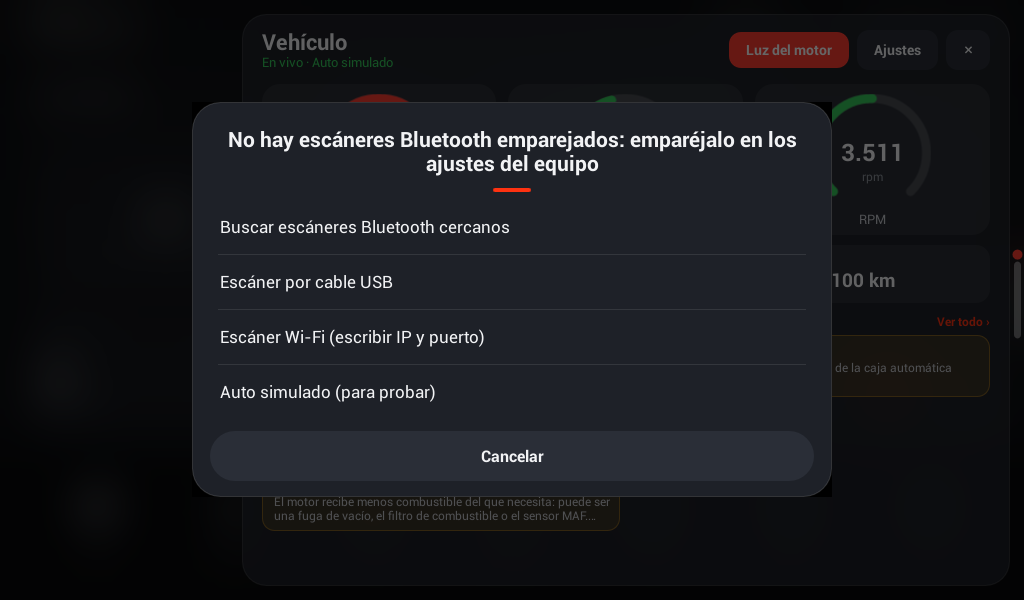 Vehículo
En vivo · Auto simulado
Luz del motor
Ajustes
×
No hay escáneres Bluetooth emparejados: emparéjalo en los
ajustes del equipo
3.511
rpm
RPM
Buscar escáneres Bluetooth cercanos
Escáner por cable USB
100 km
Ver todo ›
Escáner Wi-Fi (escribir IP y puerto)
de la caja automática
Auto simulado (para probar)
Cancelar
El motor recibe menos combustible del que necesita: puede ser
una fuga de vacío, el filtro de combustible o el sensor MAF...